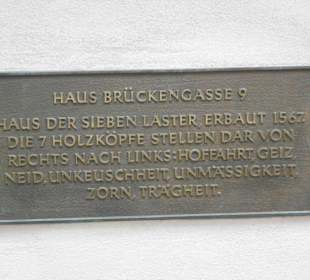 HAUS BRÜCKENGASSE 9
HAUS DER SIEBEN LASTER, ERBAUT 1567.
DIE 7 HOLZKÖPFE STELLEN DAR VON
RECHTS NACH LINKS: HOFFAHRT, GEIZ,
NEID, UNKEUSCHHEIT, UNMÄSSIGKEIT,
ZORN, TRÄGHEIT.